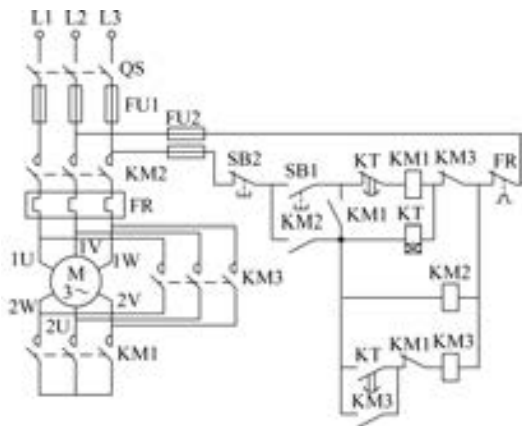 L1 L2 L3
QS
FU1
FU2
SB2 SB1 KT KM1 KM3 FR
KM2
FR
KM2 KM1 KT
1V
1U M 1W
3~
KM3
KM2
2W 2V
2U
KM1
KT KM1 KM3
KM3